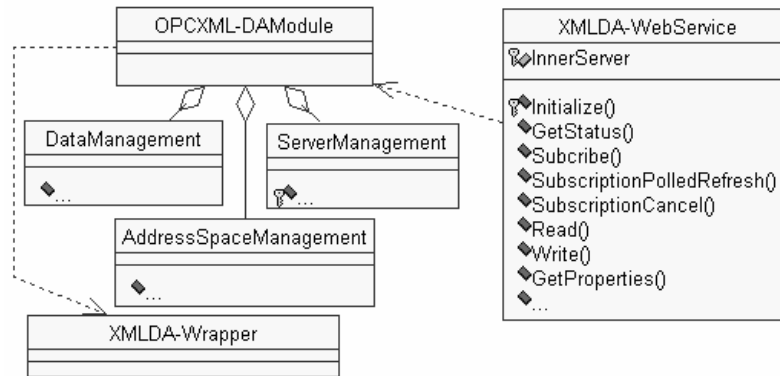 OPCXML-DAModule
XMLDA-WebService
InnerServer
Initialize()
GetStatus()
Subcribe()
SubscriptionPolledRefresh()
SubscriptionCancel()
Read()
Write()
GetProperties()
...
DataManagement
...
ServerManagement
...
AddressSpaceManagement
...
XMLDA-Wrapper